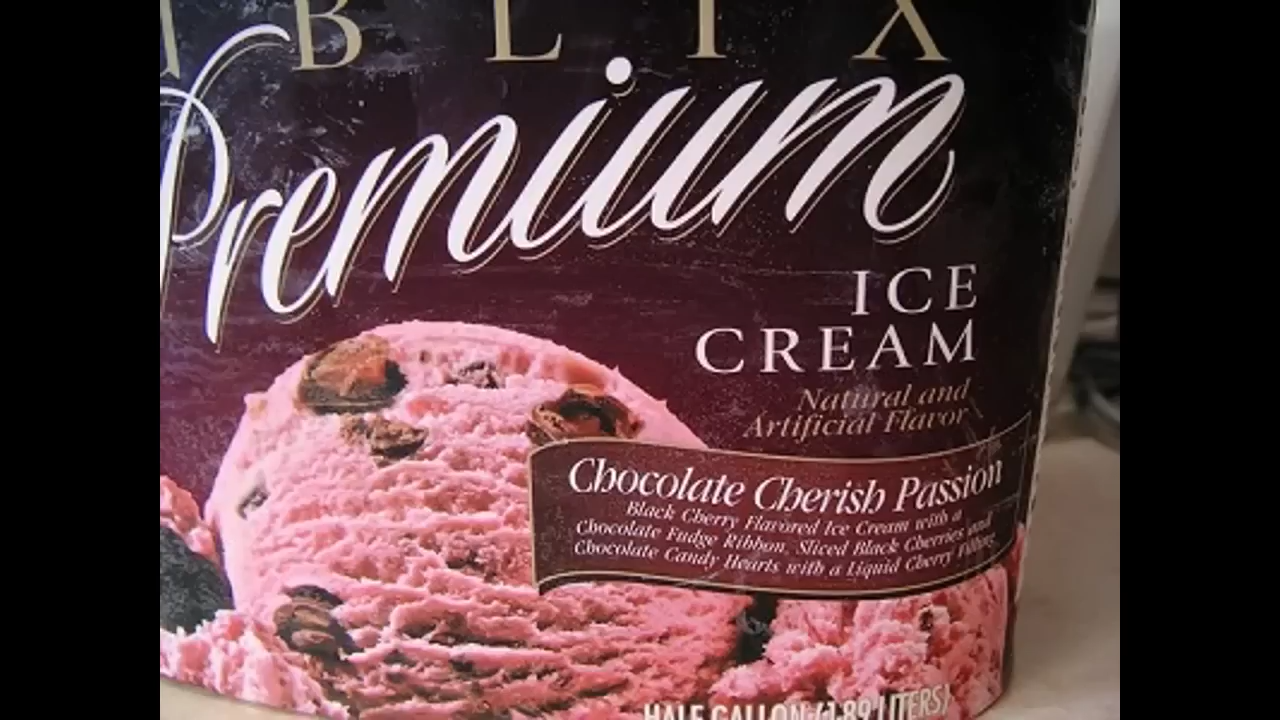 BLIX
Premium
ICE
CREAM
Natural and
Artificial Flavor
Chocolate Cherish Passion
Black Cherry Flavored Ice Cream with a
Chocolate Fudge Ribbon, Sliced Black Cherries and
Chocolate Candy Hearts with a Liquid Cherry Filling.
HALF GALLON (1.89 LITERS)